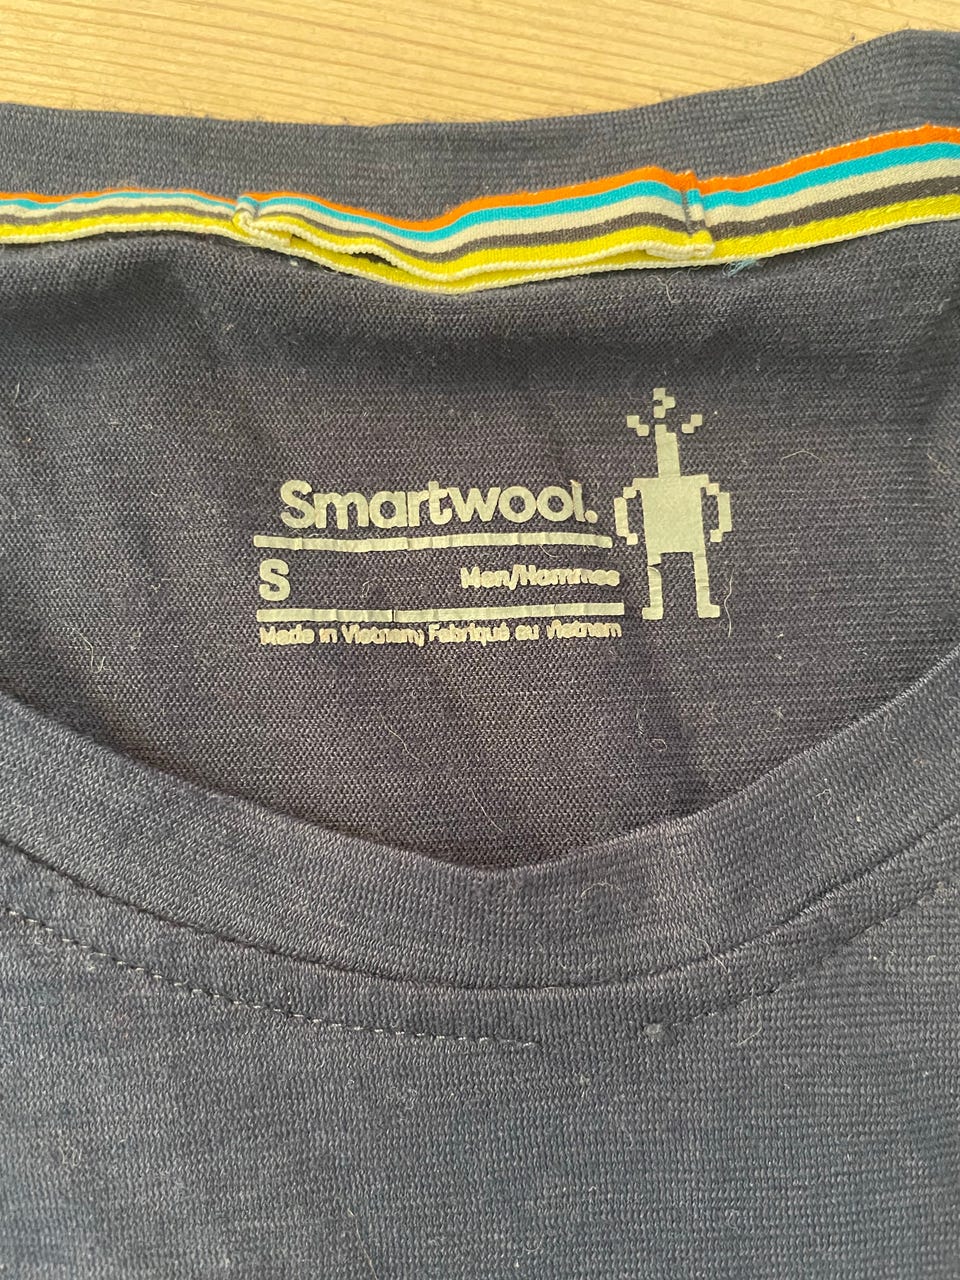 Smartwool.
S Men/Hommes
Made in Vietnam, Fabriqué au Vietnam